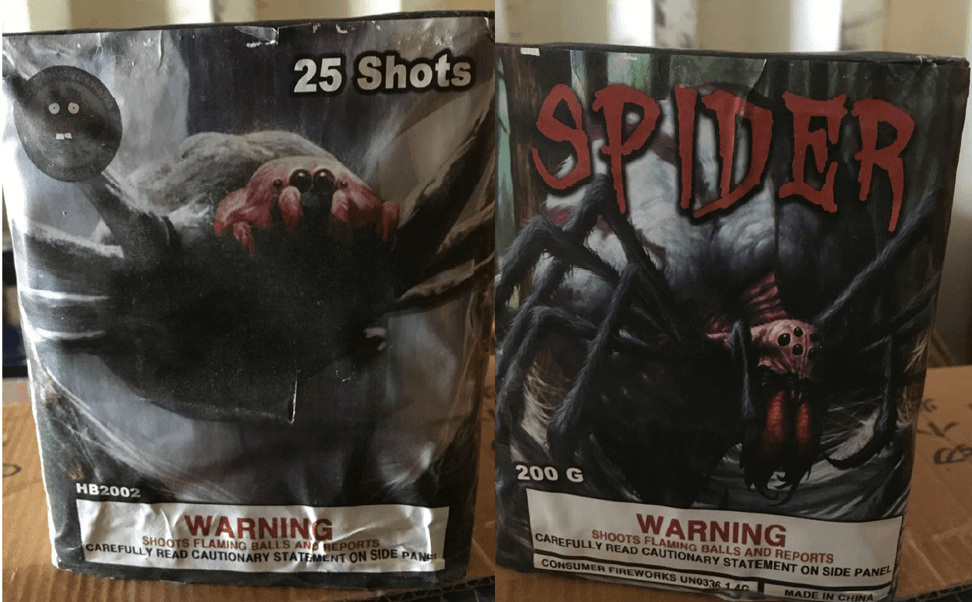 25 Shots
HB2002
WARNING
SHOOTS FLAMING BALLS AND REPORTS
CAREFULLY READ CAUTIONARY STATEMENT ON SIDE PANEL
SPIDER
200 G
WARNING
SHOOTS FLAMING BALLS AND REPORTS
CAREFULLY READ CAUTIONARY STATEMENT ON SIDE PANEL
CONSUMER FIREWORKS UN0336 1.4G
MADE IN CHINA